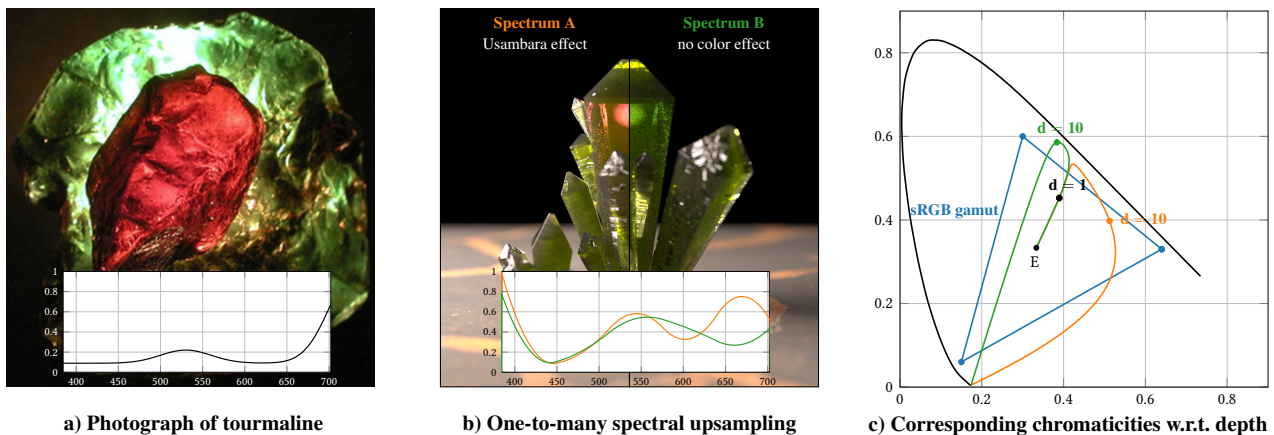 Spectrum A
Usambara effect
Spectrum B
no color effect
1
0.8
0.6
0.4
0.2
0
400 450 500 550 600 650 700
a) Photograph of tourmaline
1
0.8
0.6
0.4
0.2
0
400 450 500 550 600 650 700
b) One-to-many spectral upsampling
0.8
0.6
0.4
0.2
0
0 0.2 0.4 0.6 0.8
d = 10
d = 1
sRGB gamut
d = 10
E
c) Corresponding chromaticities w.r.t. depth